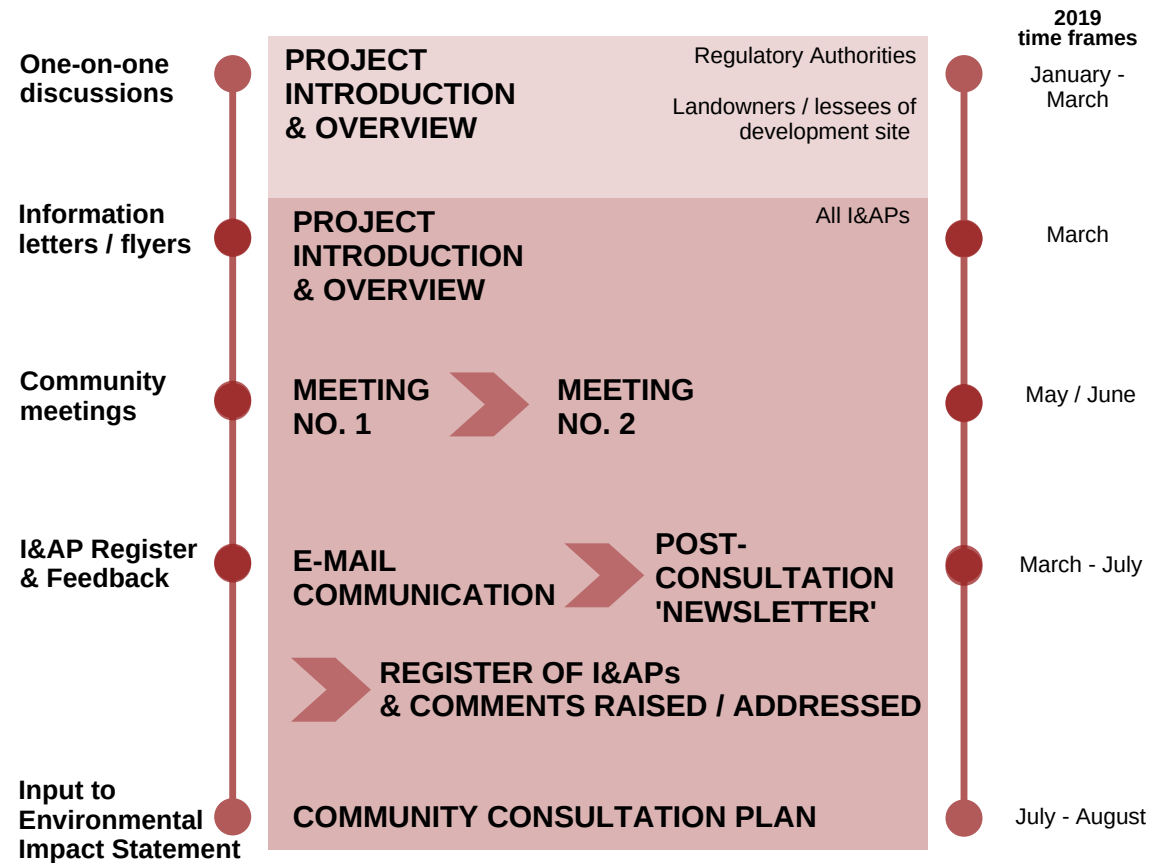 2019
time frames
One-on-one
discussions
PROJECT
INTRODUCTION
& OVERVIEW
Regulatory Authorities
Landowners / lessees of
development site
January -
March
Information
letters / flyers
PROJECT
INTRODUCTION
& OVERVIEW
All I&APs
March
Community
meetings
MEETING
NO. 1
MEETING
NO. 2
May / June
I&AP Register
& Feedback
E-MAIL
COMMUNICATION
POST-
CONSULTATION
'NEWSLETTER'
March - July
REGISTER OF I&APs
& COMMENTS RAISED / ADDRESSED
Input to
Environmental
Impact Statement
COMMUNITY CONSULTATION PLAN
July - August